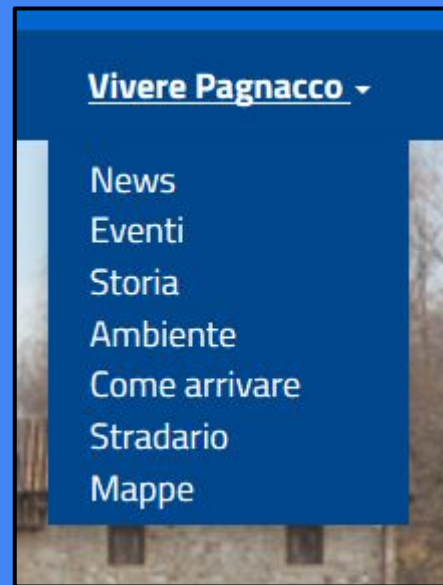 Vivere Pagnacco
News
Eventi
Storia
Ambiente
Come arrivare
Stradario
Mappe